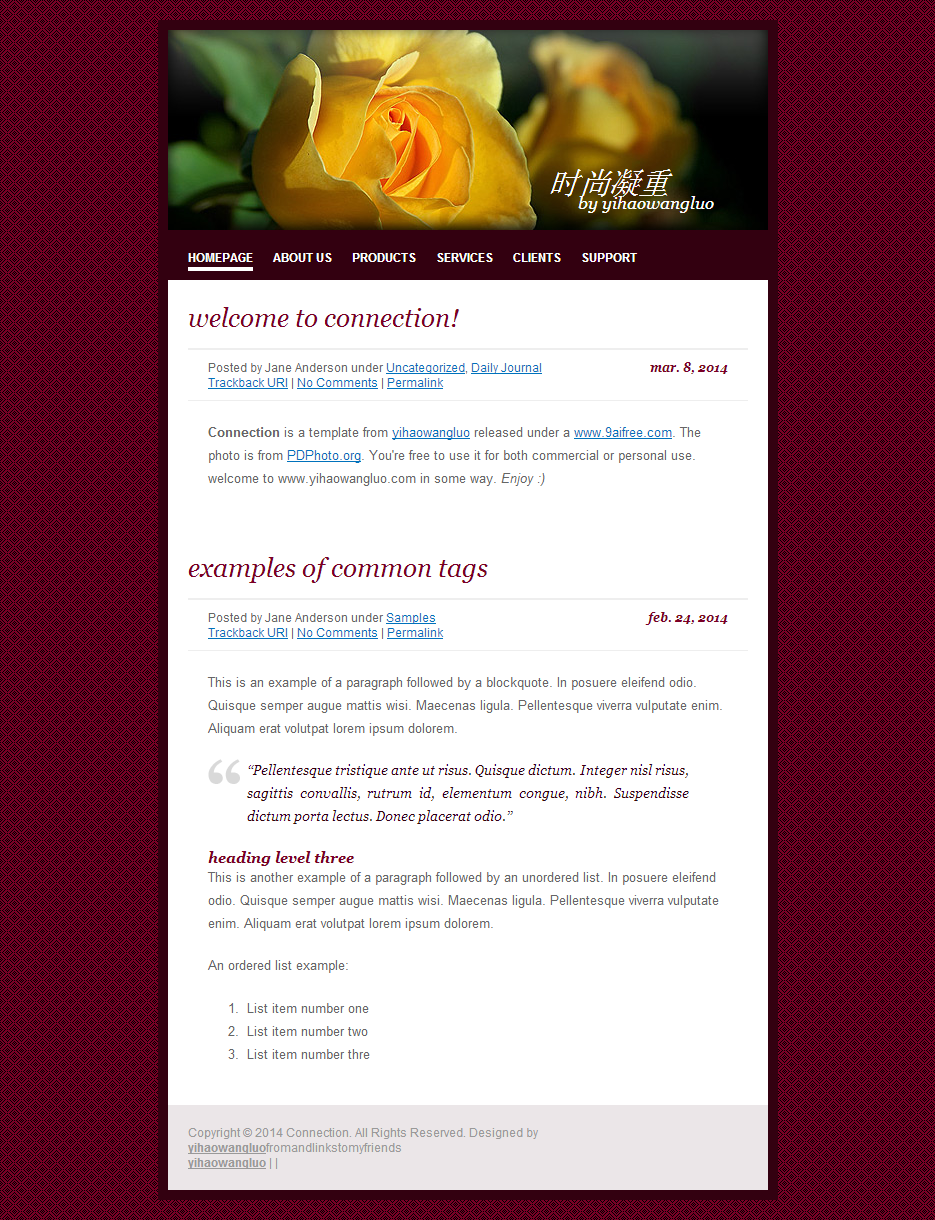 时尚凝重
by yihaowangluo
HOMEPAGE ABOUT US PRODUCTS SERVICES CLIENTS SUPPORT
welcome to connection!
Posted by Jane Anderson under Uncategorized, Daily Journal
mar. 8, 2014
Trackback URI | No Comments | Permalink
Connection is a template from yihaowangluo released under a www.9aifree.com. The
photo is from PDPhoto.org. You're free to use it for both commercial or personal use.
welcome to www.yihaowangluo.com in some way. Enjoy :)
examples of common tags
Posted by Jane Anderson under Samples
feb. 24, 2014
Trackback URI | No Comments | Permalink
This is an example of a paragraph followed by a blockquote. In posuere eleifend odio.
Quisque semper augue mattis wisi. Maecenas ligula. Pellentesque viverra vulputate enim.
Aliquam erat volutpat lorem ipsum dolorem.
“Pellentesque tristique ante ut risus. Quisque dictum. Integer nisl risus,
sagittis convallis, rutrum id, elementum congue, nibh. Suspendisse
dictum porta lectus. Donec placerat odio.”
heading level three
This is another example of a paragraph followed by an unordered list. In posuere eleifend
odio. Quisque semper augue mattis wisi. Maecenas ligula. Pellentesque viverra vulputate
enim. Aliquam erat volutpat lorem ipsum dolorem.
An ordered list example:
1. List item number one
2. List item number two
3. List item number thre
Copyright © 2014 Connection. All Rights Reserved. Designed by
yihaowangluofromandlinkstomyfriends
yihaowangluo | |